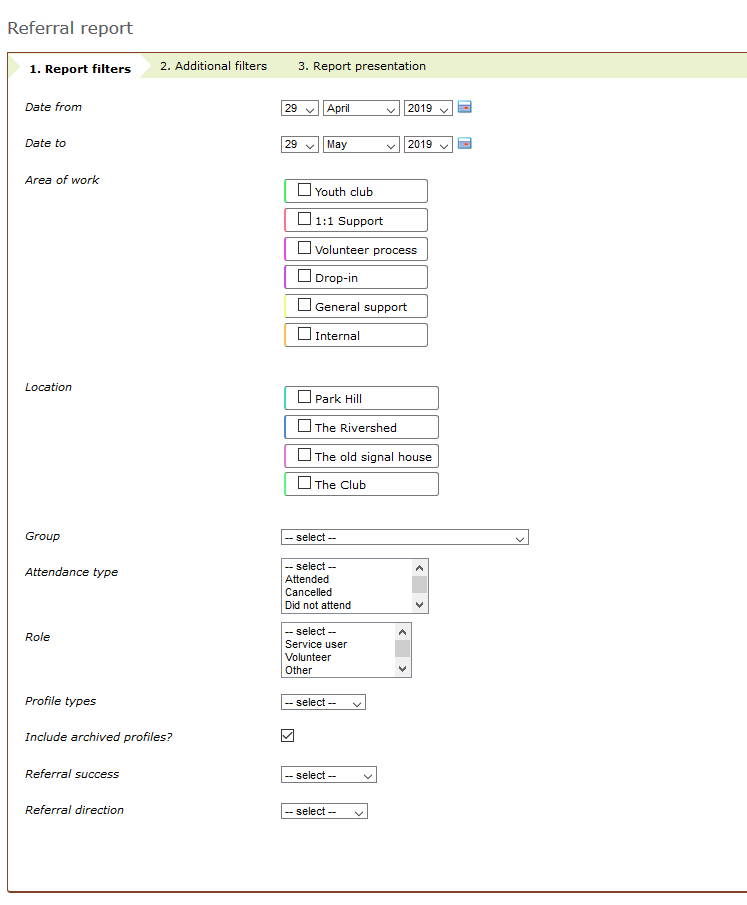 Referral report
1. Report filters 2. Additional filters 3. Report presentation
Date from 29 April 2019
Date to 29 May 2019
Area of work
Youth club
1:1 Support
Volunteer process
Drop-in
General support
Internal
Location
Park Hill
The Rivershed
The old signal house
The Club
Group -- select --
Attendance type
-- select --
Attended
Cancelled
Did not attend
Role
-- select --
Service user
Volunteer
Other
Profile types -- select --
Include archived profiles?
Referral success -- select --
Referral direction -- select --